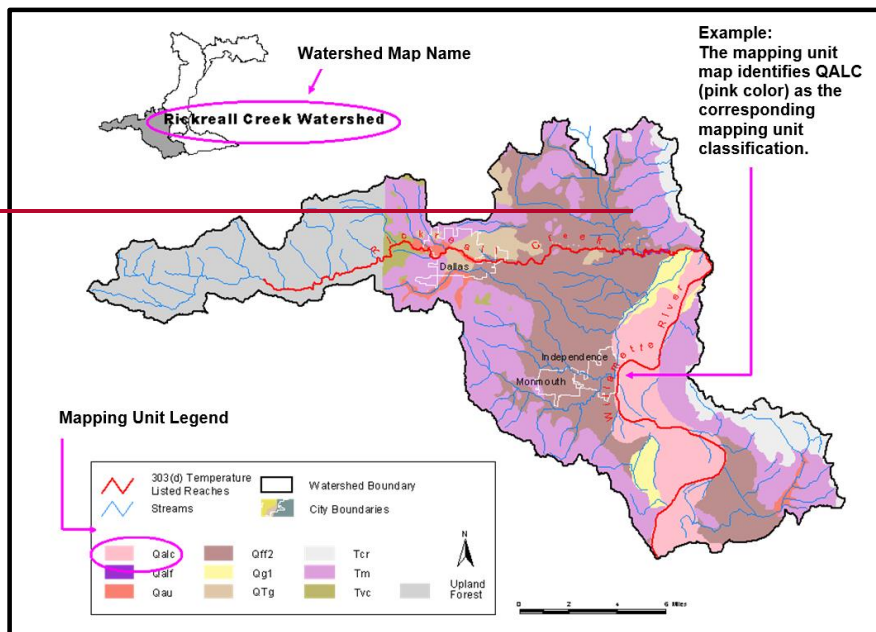 Watershed Map Name
Rickreall Creek Watershed
Example:
The mapping unit
map identifies QALC
(pink color) as the
corresponding
mapping unit
classification.
Rickreall Creek
Dallas
Willamette River
Independence
Monmouth
Mapping Unit Legend
303(d) Temperature
Listed Reaches
Watershed Boundary
Streams
City Boundaries
N
Qalc
Qff2
Tcr
Qalf
Qg1
Tm
Qau
QTg
Tvc
Upland
Forest
0 2 4 6 Miles